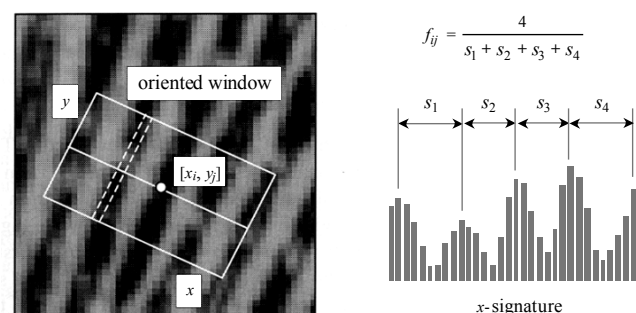 oriented window
y
[xi, yj]
x
fij = 4 / (s1 + s2 + s3 + s4)
s1 s2 s3 s4
x-signature